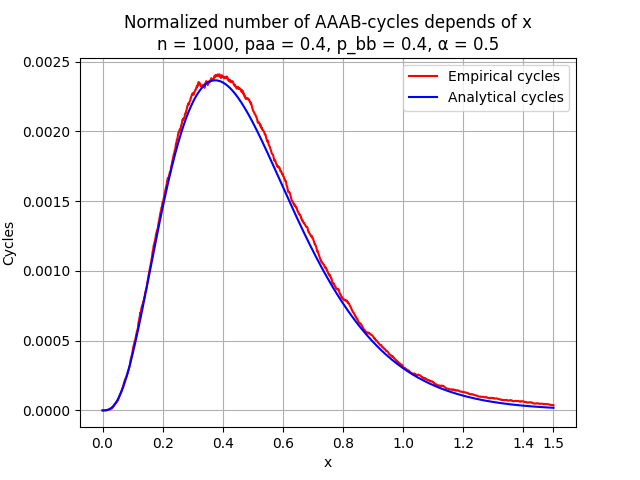 Normalized number of AAAB-cycles depends of x
n = 1000, paa = 0.4, p_bb = 0.4, α = 0.5
Empirical cycles
Analytical cycles
Cycles
0.0025
0.0020
0.0015
0.0010
0.0005
0.0000
0.0 0.2 0.4 0.6 0.8 1.0 1.2 1.4 1.5
x